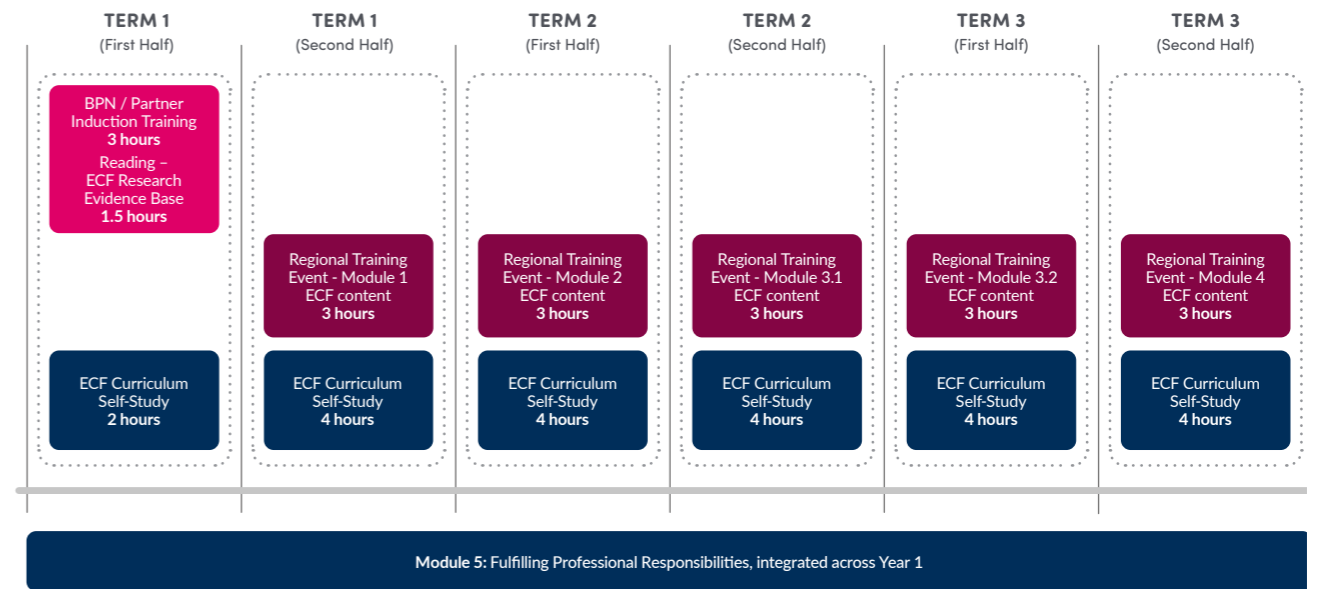 TERM 1
(First Half)
TERM 1
(Second Half)
TERM 2
(First Half)
TERM 2
(Second Half)
TERM 3
(First Half)
TERM 3
(Second Half)
BPN / Partner
Induction Training
3 hours
Reading –
ECF Research
Evidence Base
1.5 hours
Regional Training
Event - Module 1
ECF content
3 hours
Regional Training
Event - Module 2
ECF content
3 hours
Regional Training
Event - Module 3.1
ECF content
3 hours
Regional Training
Event - Module 3.2
ECF content
3 hours
Regional Training
Event - Module 4
ECF content
3 hours
ECF Curriculum
Self-Study
2 hours
ECF Curriculum
Self-Study
4 hours
ECF Curriculum
Self-Study
4 hours
ECF Curriculum
Self-Study
4 hours
ECF Curriculum
Self-Study
4 hours
ECF Curriculum
Self-Study
4 hours
Module 5: Fulfilling Professional Responsibilities, integrated across Year 1